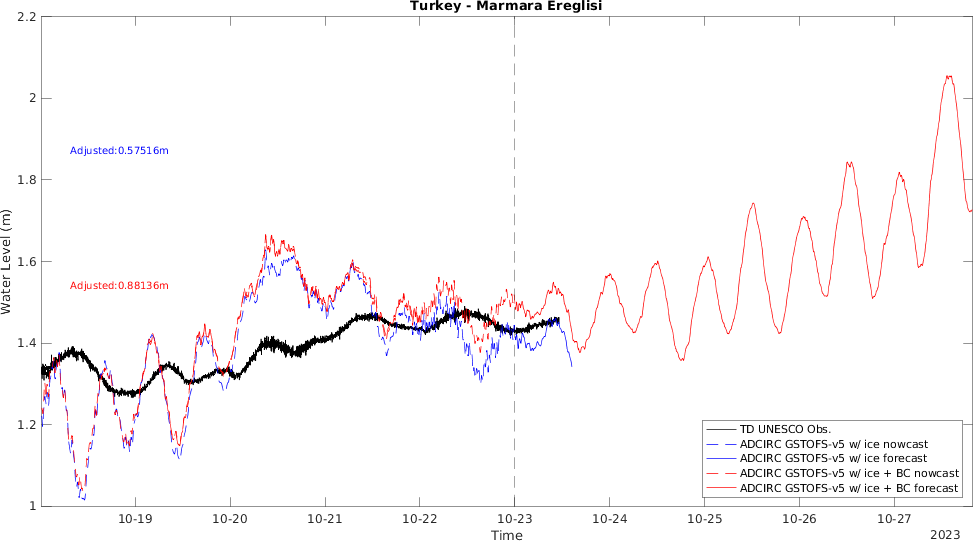 Turkey - Marmara Ereglisi
2.2
2
1.8
1.6
1.4
1.2
1
Water Level (m)
Adjusted:0.57516m
Adjusted:0.88136m
TD UNESCO Obs.
ADCIRC GSTOFS-v5 w/ ice nowcast
ADCIRC GSTOFS-v5 w/ ice forecast
ADCIRC GSTOFS-v5 w/ ice + BC nowcast
ADCIRC GSTOFS-v5 w/ ice + BC forecast
10-19 10-20 10-21 10-22 10-23 10-24 10-25 10-26 10-27
Time
2023